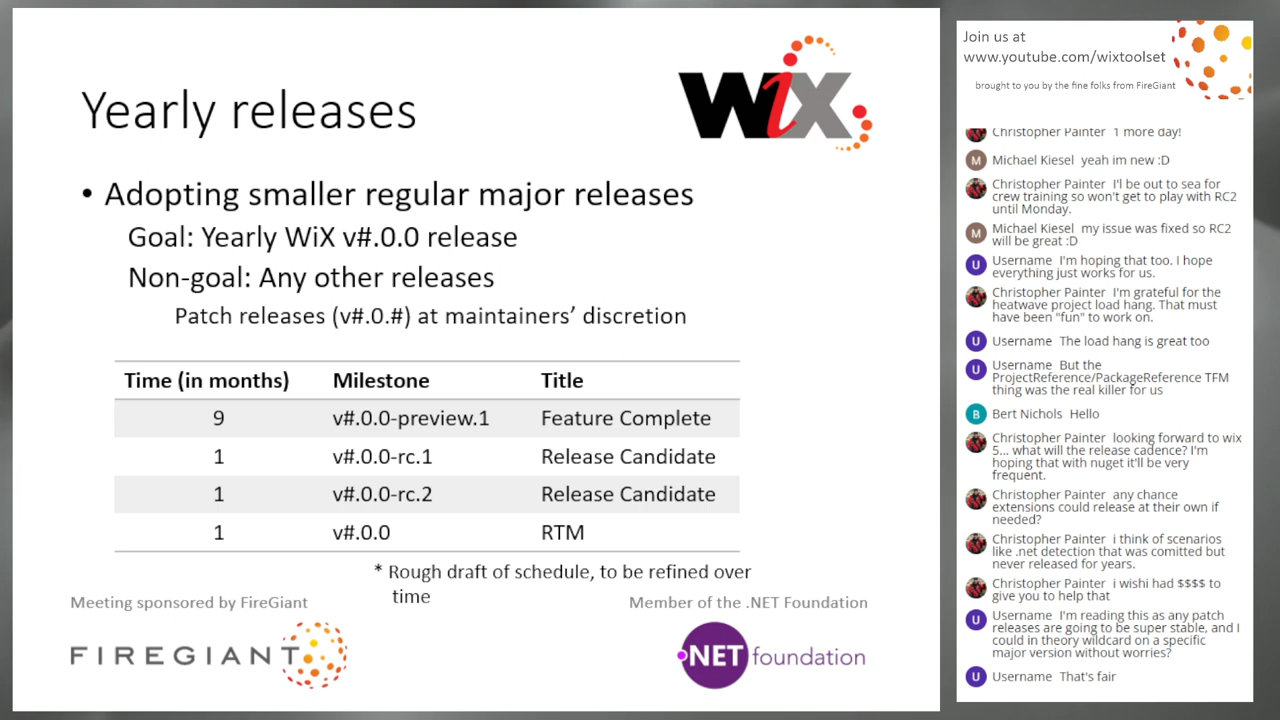 Yearly releases
WiX
• Adopting smaller regular major releases
Goal: Yearly WiX v#.0.0 release
Non-goal: Any other releases
Patch releases (v#.0.#) at maintainers’ discretion
Time (in months) Milestone Title
9 v#.0.0-preview.1 Feature Complete
1 v#.0.0-rc.1 Release Candidate
1 v#.0.0-rc.2 Release Candidate
1 v#.0.0 RTM
* Rough draft of schedule, to be refined over
time
Meeting sponsored by FireGiant
Member of the .NET Foundation
FIREGIANT
.NET foundation
Join us at
www.youtube.com/wixtoolset
brought to you by the fine folks from FireGiant
Christopher Painter 1 more day!
M Michael Kiesel yeah im new :D
Christopher Painter I'l be out to sea for
crew training so won't get to play with RC2
until Monday.
M Michael Kiesel my issue was fixed so RC2
will be great :D
U Username I'm hoping that too. I hope
everything just works for us.
Christopher Painter I'm grateful for the
heatwave project load hang. That must
have been "fun" to work on.
U Username The load hang is great too
U Username But the
ProjectReference/PackageReference TFM
thing was the real killer for us
B Bert Nichols Hello
Christopher Painter looking forward to wix
5... what will the release cadence? I'm
hoping that with nuget it'll be very
frequent.
Christopher Painter any chance
extensions could release at their own if
needed?
Christopher Painter i think of scenarios
like .net detection that was comitted but
never released for years.
Christopher Painter i wishi had $$$$ to
give you to help that
U Username I'm reading this as any patch
releases are going to be super stable, and I
could in theory wildcard on a specific
major version without worries?
U Username That's fair